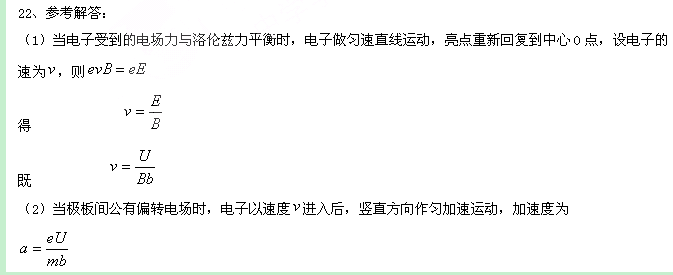 22、参考解答:
(1)当电子受到的电场力与洛伦兹力平衡时，电子做匀速直线运动，亮点重新回复到中心O点，设电子的
速为v，则evB=eE
得 v=E/B
既 v=U/Bb
(2)当极板间公有偏转电场时，电子以速度v进入后，竖直方向作匀加速运动，加速度为
a=eU/mb